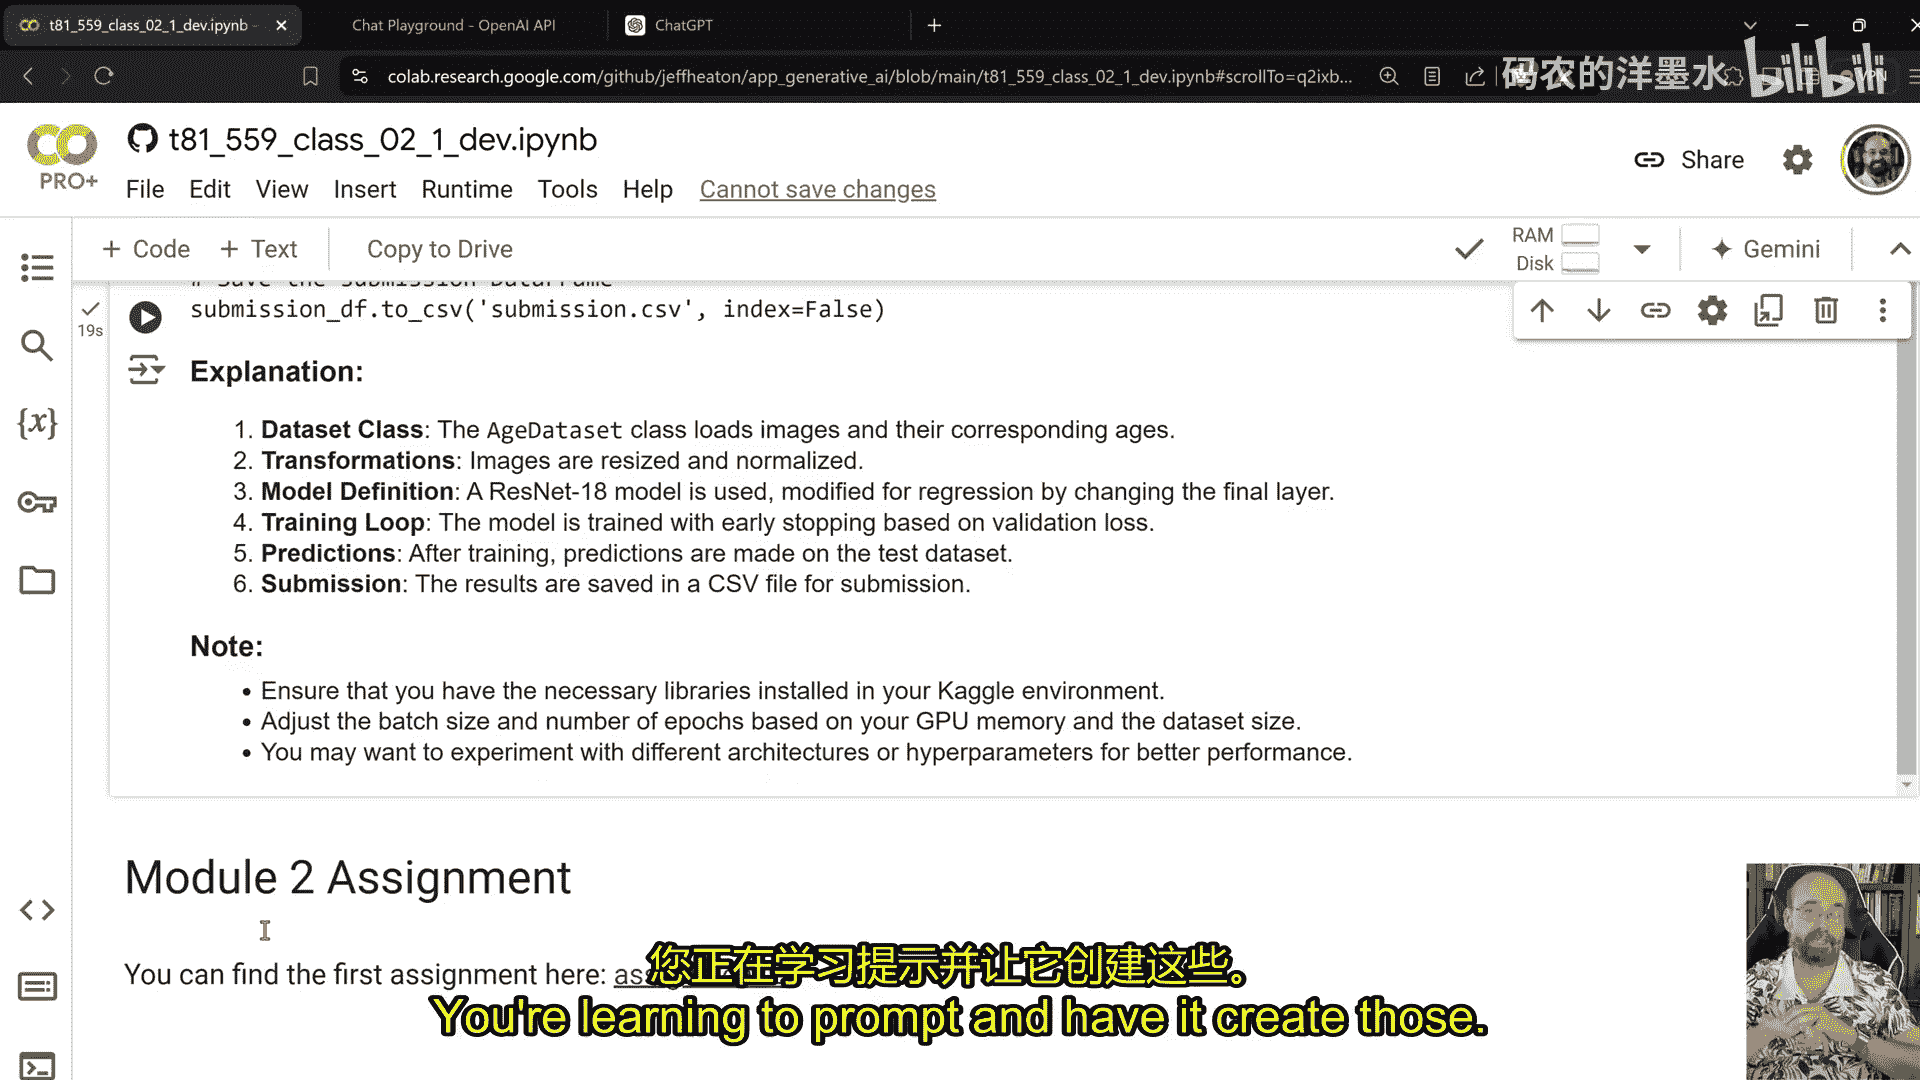 t81_559_class_02_1_dev.ipynb -
Chat Playground - OpenAI API
ChatGPT
colab.research.google.com/github/jeffheaton/app_generative_ai/blob/main/t81_559_class_02_1_dev.ipynb#scrollTo=q2ixb...
码农的洋墨水 bilibili
VPN
PRO+
t81_559_class_02_1_dev.ipynb
Share
File Edit View Insert Runtime Tools Help Cannot save changes
+ Code + Text Copy to Drive
RAM
Disk
Gemini
# Save the submission DataFrame
submission_df.to_csv('submission.csv', index=False)
19s
Explanation:
1. Dataset Class: The AgeDataset class loads images and their corresponding ages.
2. Transformations: Images are resized and normalized.
3. Model Definition: A ResNet-18 model is used, modified for regression by changing the final layer.
4. Training Loop: The model is trained with early stopping based on validation loss.
5. Predictions: After training, predictions are made on the test dataset.
6. Submission: The results are saved in a CSV file for submission.
Note:
• Ensure that you have the necessary libraries installed in your Kaggle environment.
• Adjust the batch size and number of epochs based on your GPU memory and the dataset size.
• You may want to experiment with different architectures or hyperparameters for better performance.
{x}
Module 2 Assignment
You can find the first assignment here:
您正在学习提示并让它创建这些。
You're learning to prompt and have it create those.